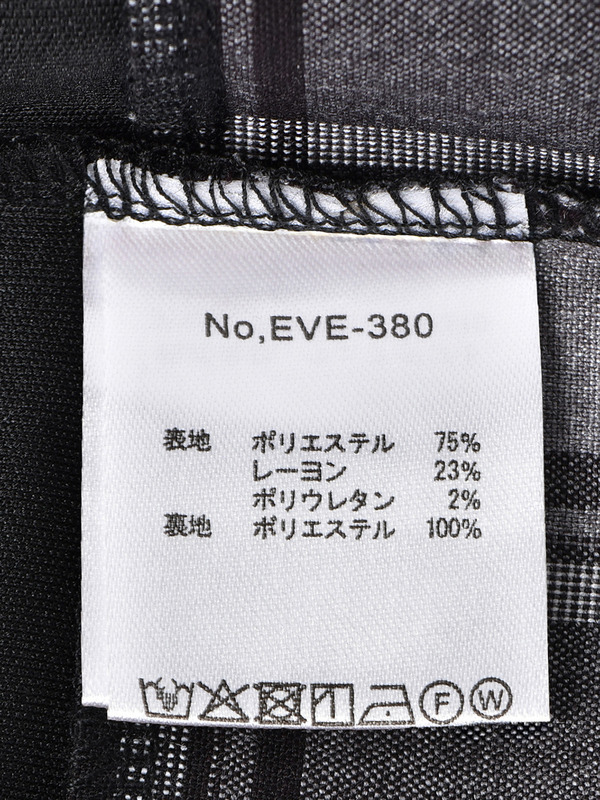 No,EVE-380
表地 ポリエステル 75%
レーヨン 23%
ポリウレタン 2%
裏地 ポリエステル 100%
F W